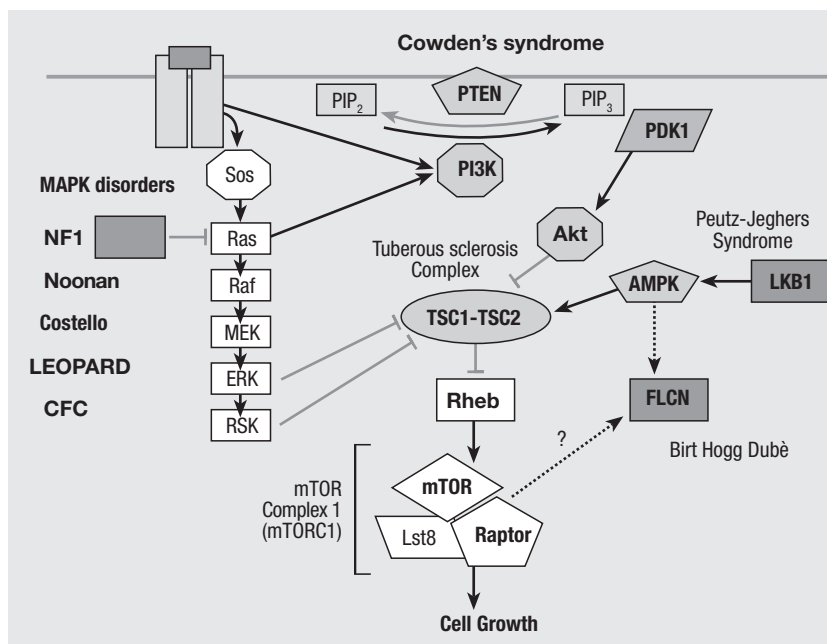 Cowden's syndrome
PIP2
PTEN
PIP3
PDK1
Sos
PI3K
MAPK disorders
NF1
Ras
Akt
Peutz-Jeghers
Syndrome
Tuberous sclerosis
Complex
Noonan
Raf
AMPK
LKB1
Costello
MEK
TSC1-TSC2
LEOPARD
ERK
Rheb
FLCN
CFC
RSK
?
Birt Hogg Dubè
mTOR
Complex 1
(mTORC1)
mTOR
Lst8
Raptor
Cell Growth